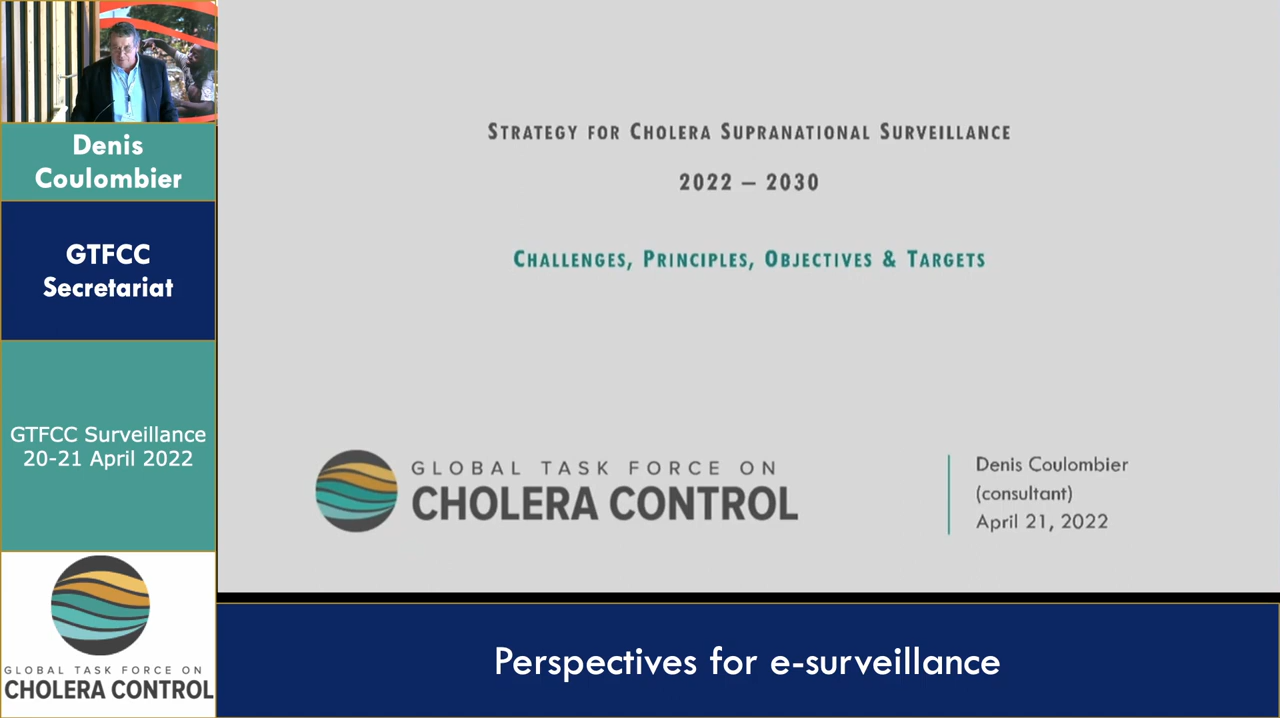 Denis
Coulombier
GTFCC
Secretariat
GTFCC Surveillance
20-21 April 2022
GLOBAL TASK FORCE ON
CHOLERA CONTROL
STRATEGY FOR CHOLERA SUPRANATIONAL SURVEILLANCE
2022 – 2030
CHALLENGES, PRINCIPLES, OBJECTIVES & TARGETS
GLOBAL TASK FORCE ON
CHOLERA CONTROL
Denis Coulombier
(consultant)
April 21, 2022
Perspectives for e-surveillance